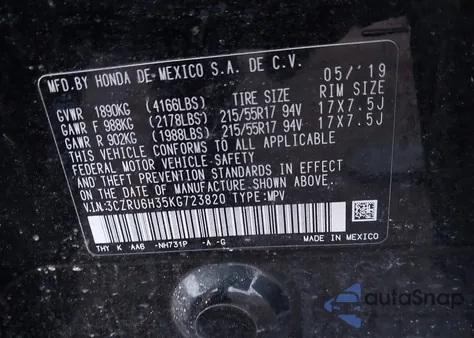 MFD.BY HONDA DE MEXICO S.A. DE C.V. 05/'19
GVWR 1890KG (4166LBS) TIRE SIZE RIM SIZE
GAWR F 988KG (2178LBS) 215/55R17 94V 17X7.5J
GAWR R 902KG (1988LBS) 215/55R17 94V 17X7.5J
THIS VEHICLE CONFORMS TO ALL APPLICABLE
FEDERAL MOTOR VEHICLE SAFETY
AND THEFT PREVENTION STANDARDS IN EFFECT
ON THE DATE OF MANUFACTURE SHOWN ABOVE.
V.I.N:3CZRU6H35KG723820 TYPE:MPV
THY K AAB -NH731P -A -G
MADE IN MEXICO
autoSnap